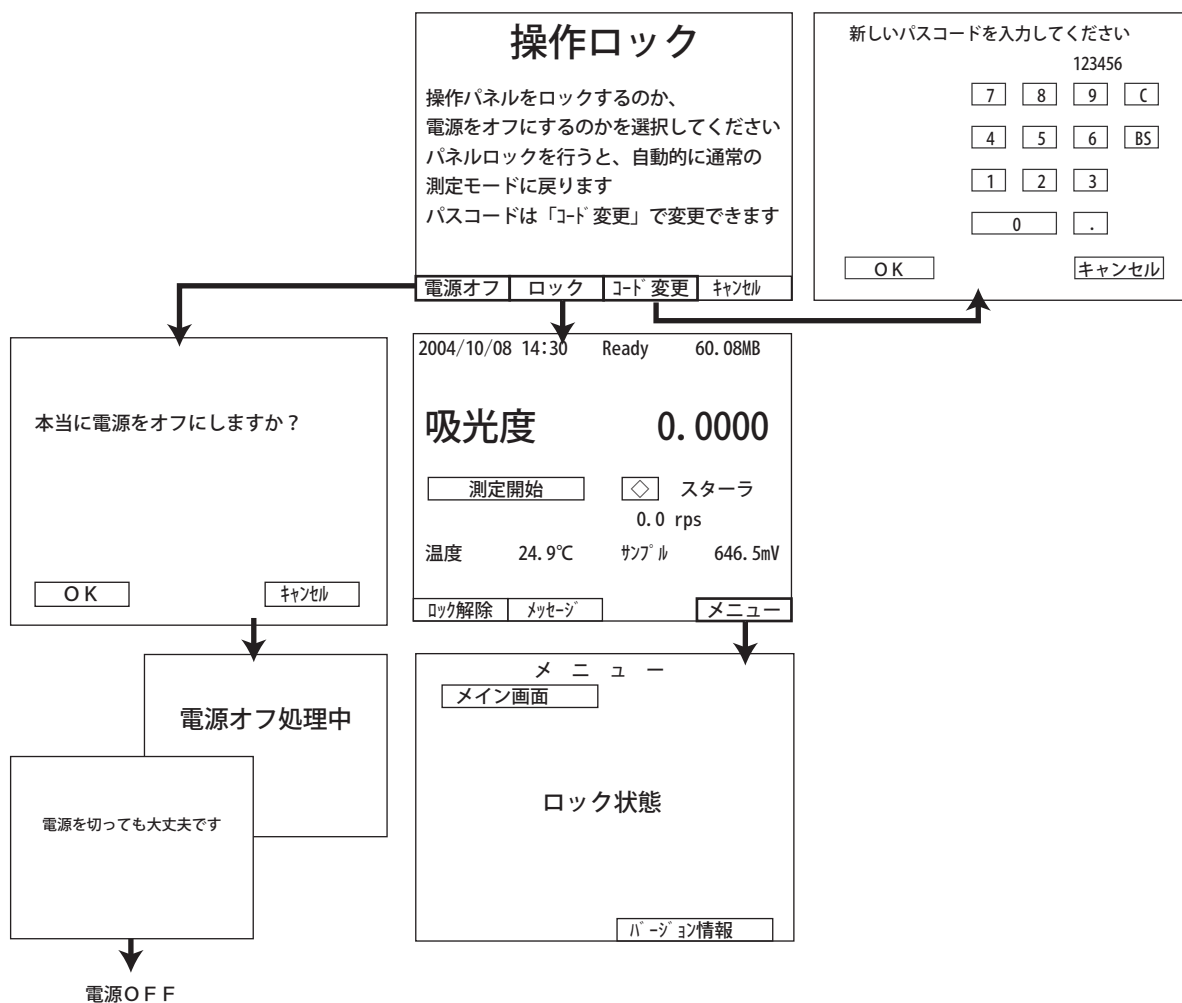 操作ロック
操作パネルをロックするのか、
電源をオフにするのかを選択してください
パネルロックを行うと、自動的に通常の
測定モードに戻ります
パスコードは「ｺｰﾄﾞ変更」で変更できます
電源オフ ロック ｺｰﾄﾞ変更 ｷｬﾝｾﾙ
新しいパスコードを入力してください
123456
7 8 9 C
4 5 6 BS
1 2 3
0 .
OK キャンセル
本当に電源をオフにしますか？
OK ｷｬﾝｾﾙ
2004/10/08 14:30 Ready 60.08MB
吸光度 0.0000
測定開始 ◇ スターラ
0.0 rps
温度 24.9℃ ｻﾝﾌﾟﾙ 646.5mV
ﾛｯｸ解除 ﾒｯｾｰｼﾞ メニュー
電源オフ処理中
電源を切っても大丈夫です
電源ＯＦＦ
メニュー
メイン画面
ロック状態
ﾊﾞｰｼﾞｮﾝ情報